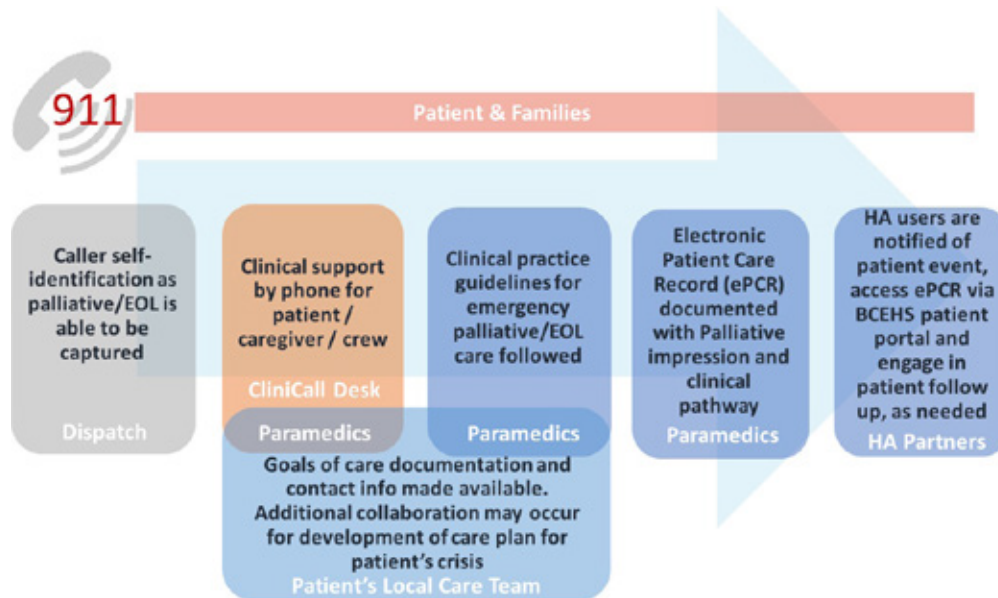 911
Patient & Families
Caller self-
identification as
palliative/EOL is
able to be
captured
Dispatch
Clinical support
by phone for
patient /
caregiver / crew
CliniCall Desk
Paramedics
Clinical practice
guidelines for
emergency
palliative/EOL
care followed
Paramedics
Goals of care documentation and
contact info made available.
Additional collaboration may occur
for development of care plan for
patient's crisis
Patient's Local Care Team
Electronic
Patient Care
Record (ePCR)
documented
with Palliative
impression and
clinical
pathway
Paramedics
HA users are
notified of
patient event,
access ePCR via
BCEHS patient
portal and
engage in
patient follow
up, as needed
HA Partners